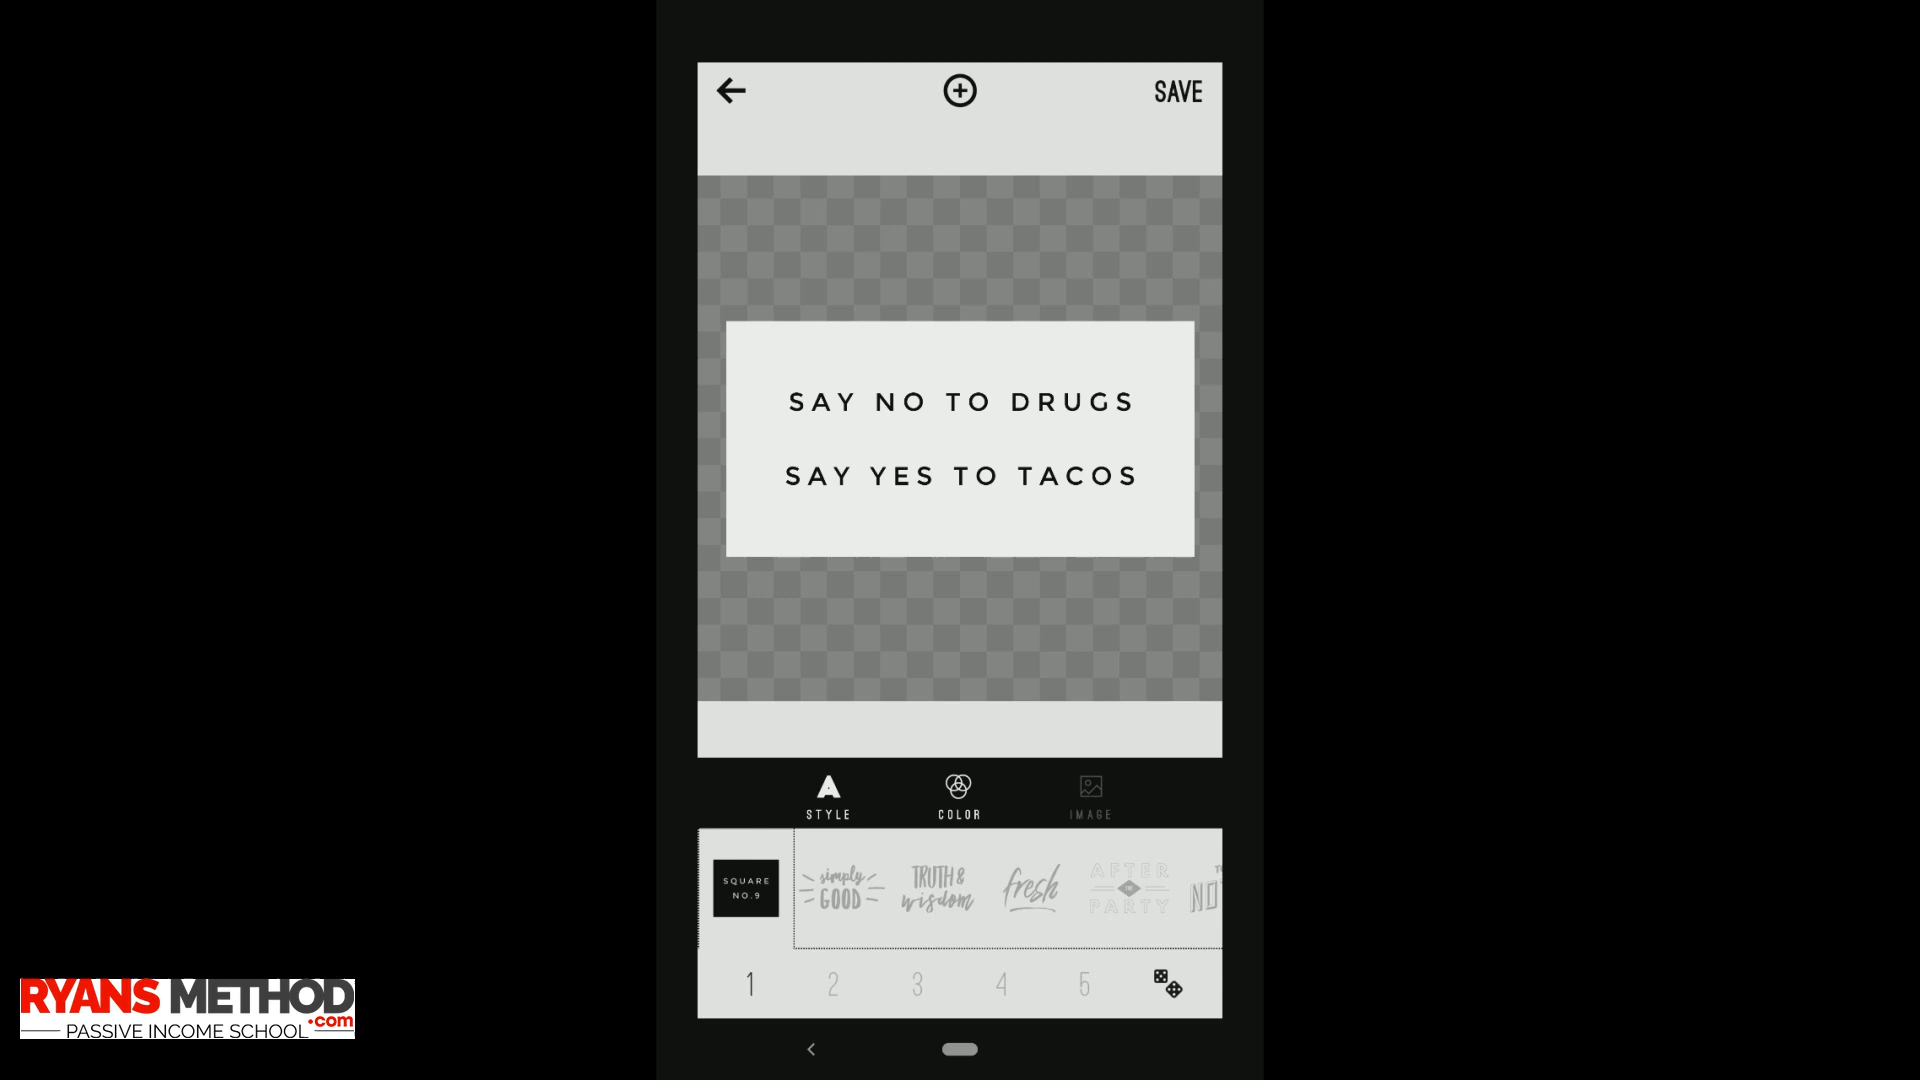 SAVE
SAY NO TO DRUGS
SAY YES TO TACOS
STYLE
COLOR
IMAGE
SQUARE
NO.9
simply
GOOD
TRUTH &
wisdom
fresh
AFTER
PARTY
1
2
3
4
5
RYANS METHOD
.com
PASSIVE INCOME SCHOOL